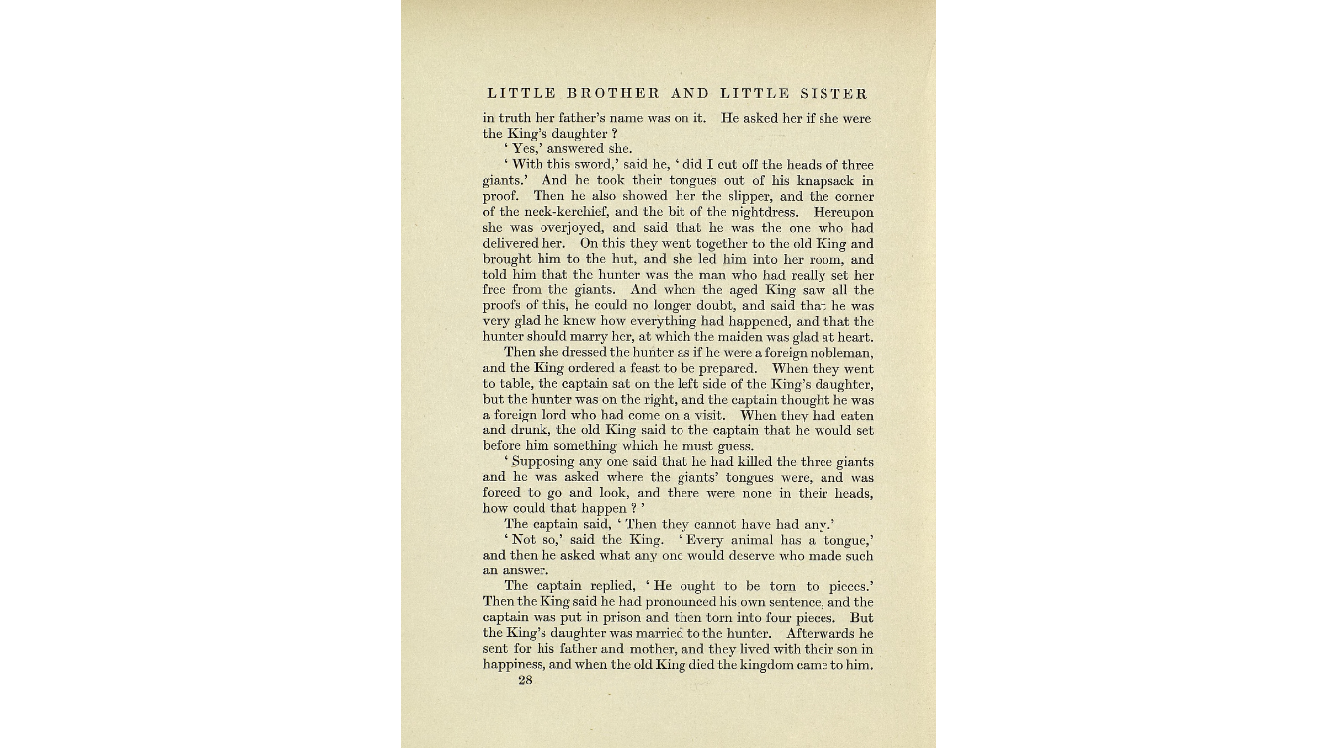 LITTLE BROTHER AND LITTLE SISTER
in truth her father's name was on it. He asked her if she were
the King's daughter ?
' Yes,' answered she.
' With this sword,' said he, ' did I cut off the heads of three
giants.' And he took their tongues out of his knapsack in
proof. Then he also showed her the slipper, and the corner
of the neck-kerchief, and the bit of the nightdress. Hereupon
she was overjoyed, and said that he was the one who had
delivered her. On this they went together to the old King and
brought him to the hut, and she led him into her room, and
told him that the hunter was the man who had really set her
free from the giants. And when the aged King saw all the
proofs of this, he could no longer doubt, and said that he was
very glad he knew how everything had happened, and that the
hunter should marry her, at which the maiden was glad at heart.
Then she dressed the hunter as if he were a foreign nobleman,
and the King ordered a feast to be prepared. When they went
to table, the captain sat on the left side of the King's daughter,
but the hunter was on the right, and the captain thought he was
a foreign lord who had come on a visit. When they had eaten
and drunk, the old King said to the captain that he would set
before him something which he must guess.
' Supposing any one said that he had killed the three giants
and he was asked where the giants' tongues were, and was
forced to go and look, and there were none in their heads,
how could that happen ? '
The captain said, ' Then they cannot have had any.'
' Not so,' said the King. ' Every animal has a tongue,'
and then he asked what any one would deserve who made such
an answer.
The captain replied, ' He ought to be torn to pieces.'
Then the King said he had pronounced his own sentence, and the
captain was put in prison and then torn into four pieces. But
the King's daughter was married to the hunter. Afterwards he
sent for his father and mother, and they lived with their son in
happiness, and when the old King died the kingdom came to him.
28